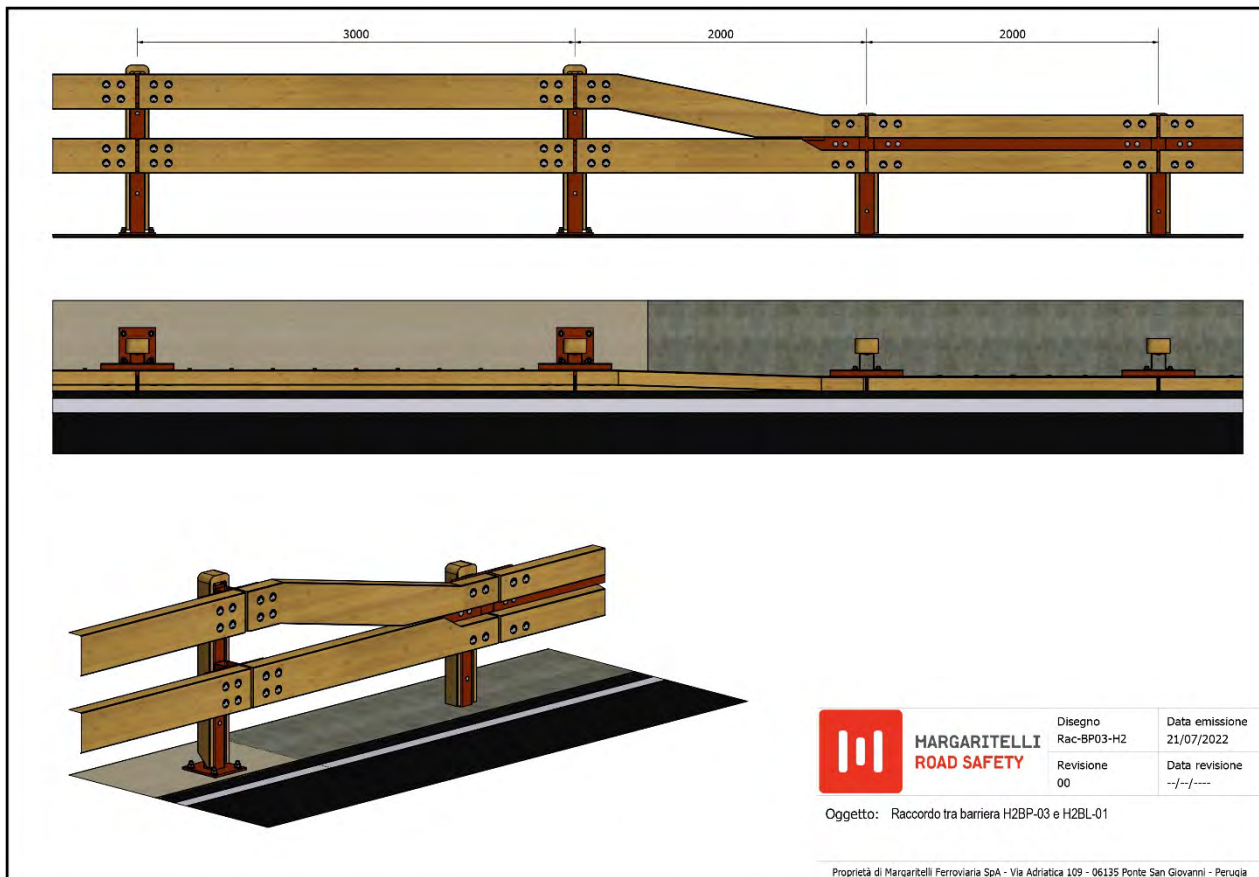 3000 2000 2000
MARGARITELLI
ROAD SAFETY
Disegno
Rac-BP03-H2
Data emissione
21/07/2022
Revisione
00
Data revisione
--/--/----
Oggetto: Raccordo tra barriera H2BP-03 e H2BL-01
Proprietà di Margaritelli Ferroviaria SpA - Via Adriatica 109 - 06135 Ponte San Giovanni - Perugia